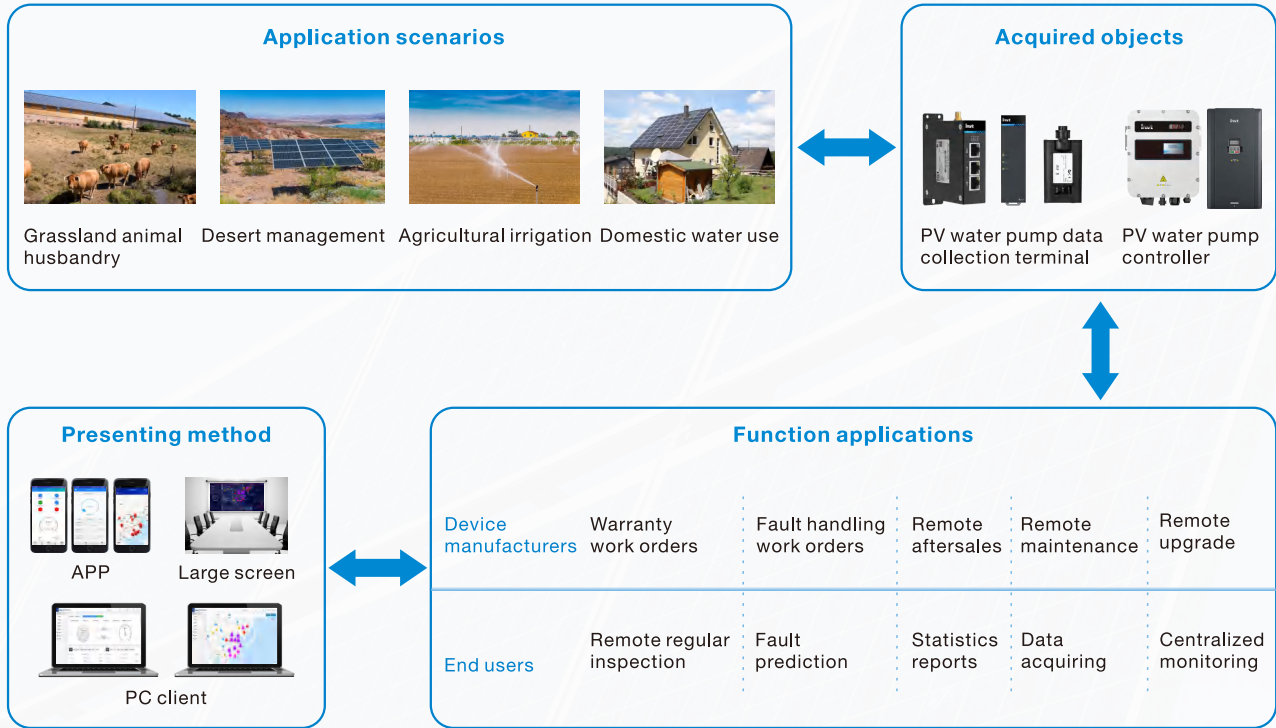 Application scenarios
Grassland animal
husbandry
Desert management
Agricultural irrigation
Domestic water use
Acquired objects
invt
invt
invt
PV water pump data
collection terminal
PV water pump
controller
Presenting method
APP
Large screen
PC client
Function applications
Device
manufacturers
Warranty
work orders
Fault handling
work orders
Remote
aftersales
Remote
maintenance
Remote
upgrade
End users
Remote regular
inspection
Fault
prediction
Statistics
reports
Data
acquiring
Centralized
monitoring